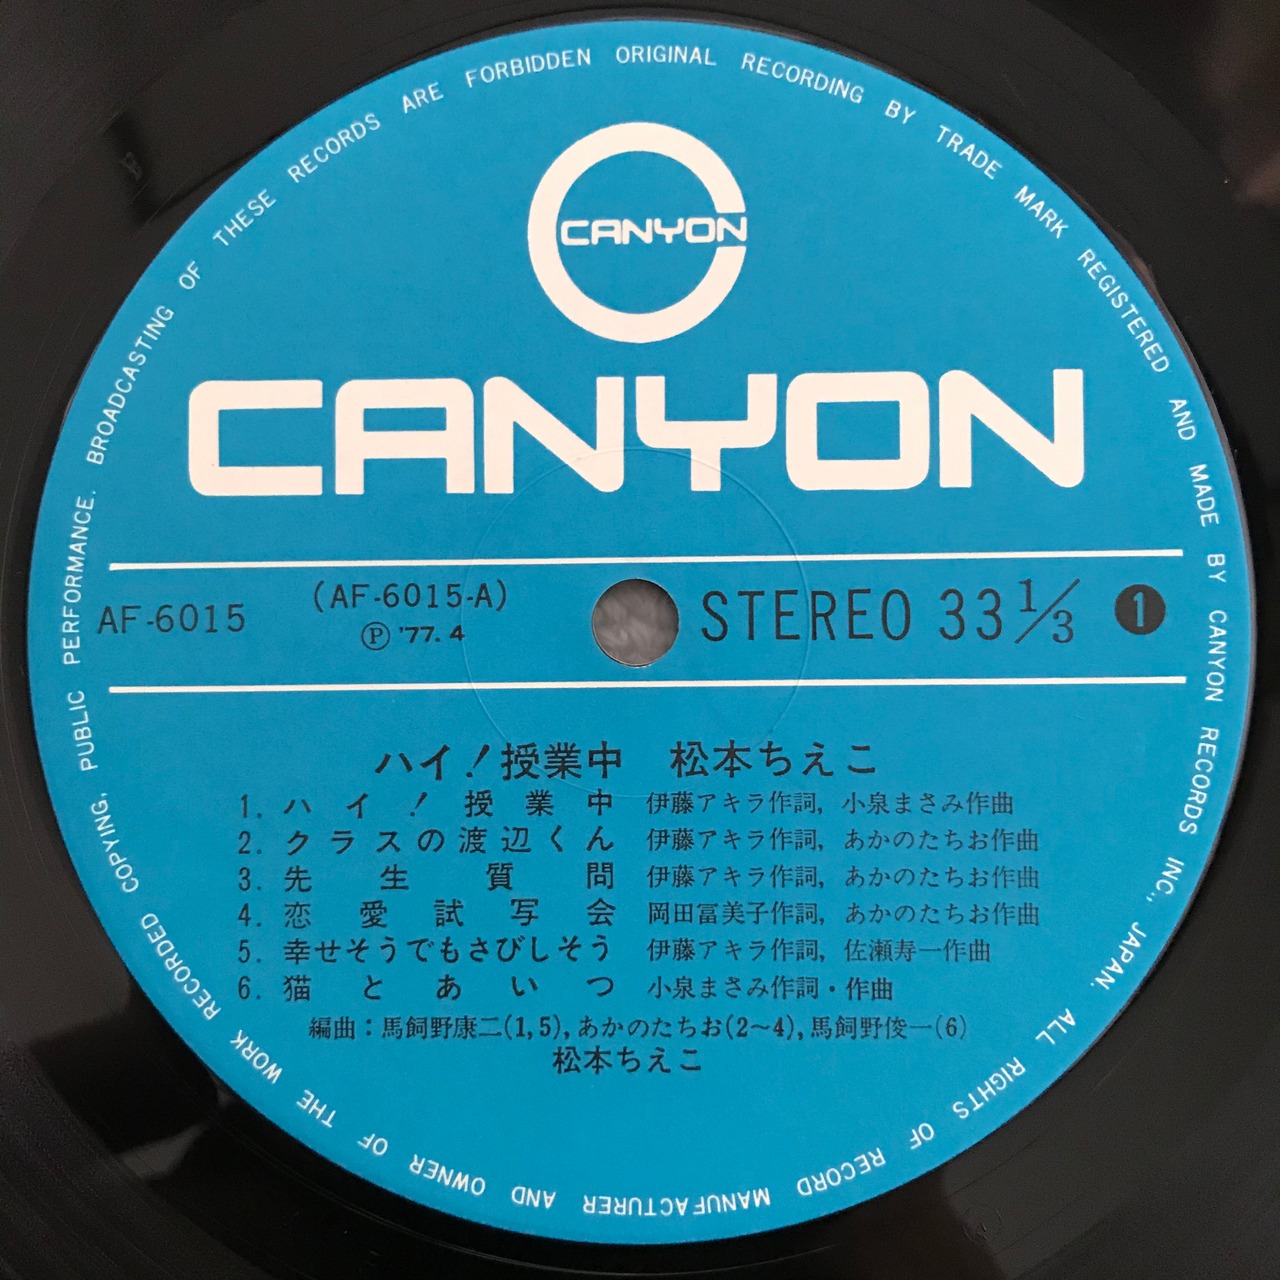 BROADCASTING OF THESE RECORDS ARE FORBIDDEN ORIGINAL RECORDING BY TRADE MARK REGISTERED AND MADE BY CANYON RECORDS INC., JAPAN. ALL RIGHTS OF RECORD MANUFACTURER AND OWNER OF THE WORK RECORDED COPYING, PUBLIC PERFORMANCE,
CANYON
CANYON
AF-6015
(AF-6015-A)
Ⓟ '77. 4
STEREO 33 1/3
1
ハイ！授業中 松本ちえこ
1. ハイ！授業中 伊藤アキラ作詞, 小泉まさみ作曲
2. クラスの渡辺くん 伊藤アキラ作詞, あかのたちお作曲
3. 先生質問 伊藤アキラ作詞, あかのたちお作曲
4. 恋愛試写会 岡田冨美子作詞, あかのたちお作曲
5. 幸せそうでもさびしそう 伊藤アキラ作詞, 佐瀬寿一作曲
6. 猫とあいつ 小泉まさみ作詞・作曲
編曲：馬飼野康二(1,5), あかのたちお(2〜4), 馬飼野俊一(6)
松本ちえこ